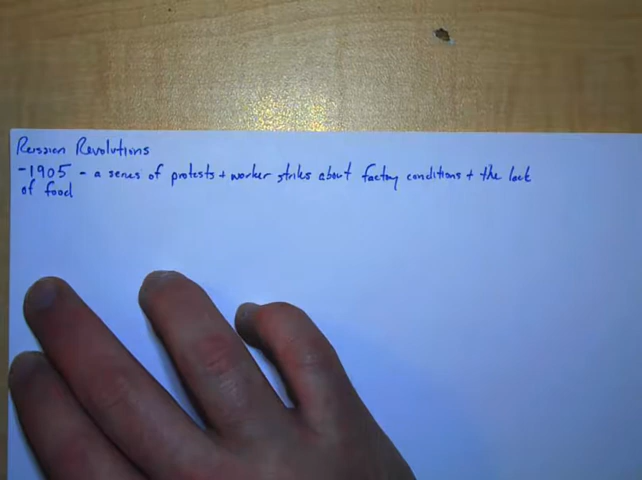 Russian Revolutions
-1905 - a series of protests + worker strikes about factory conditions + the lack
of food